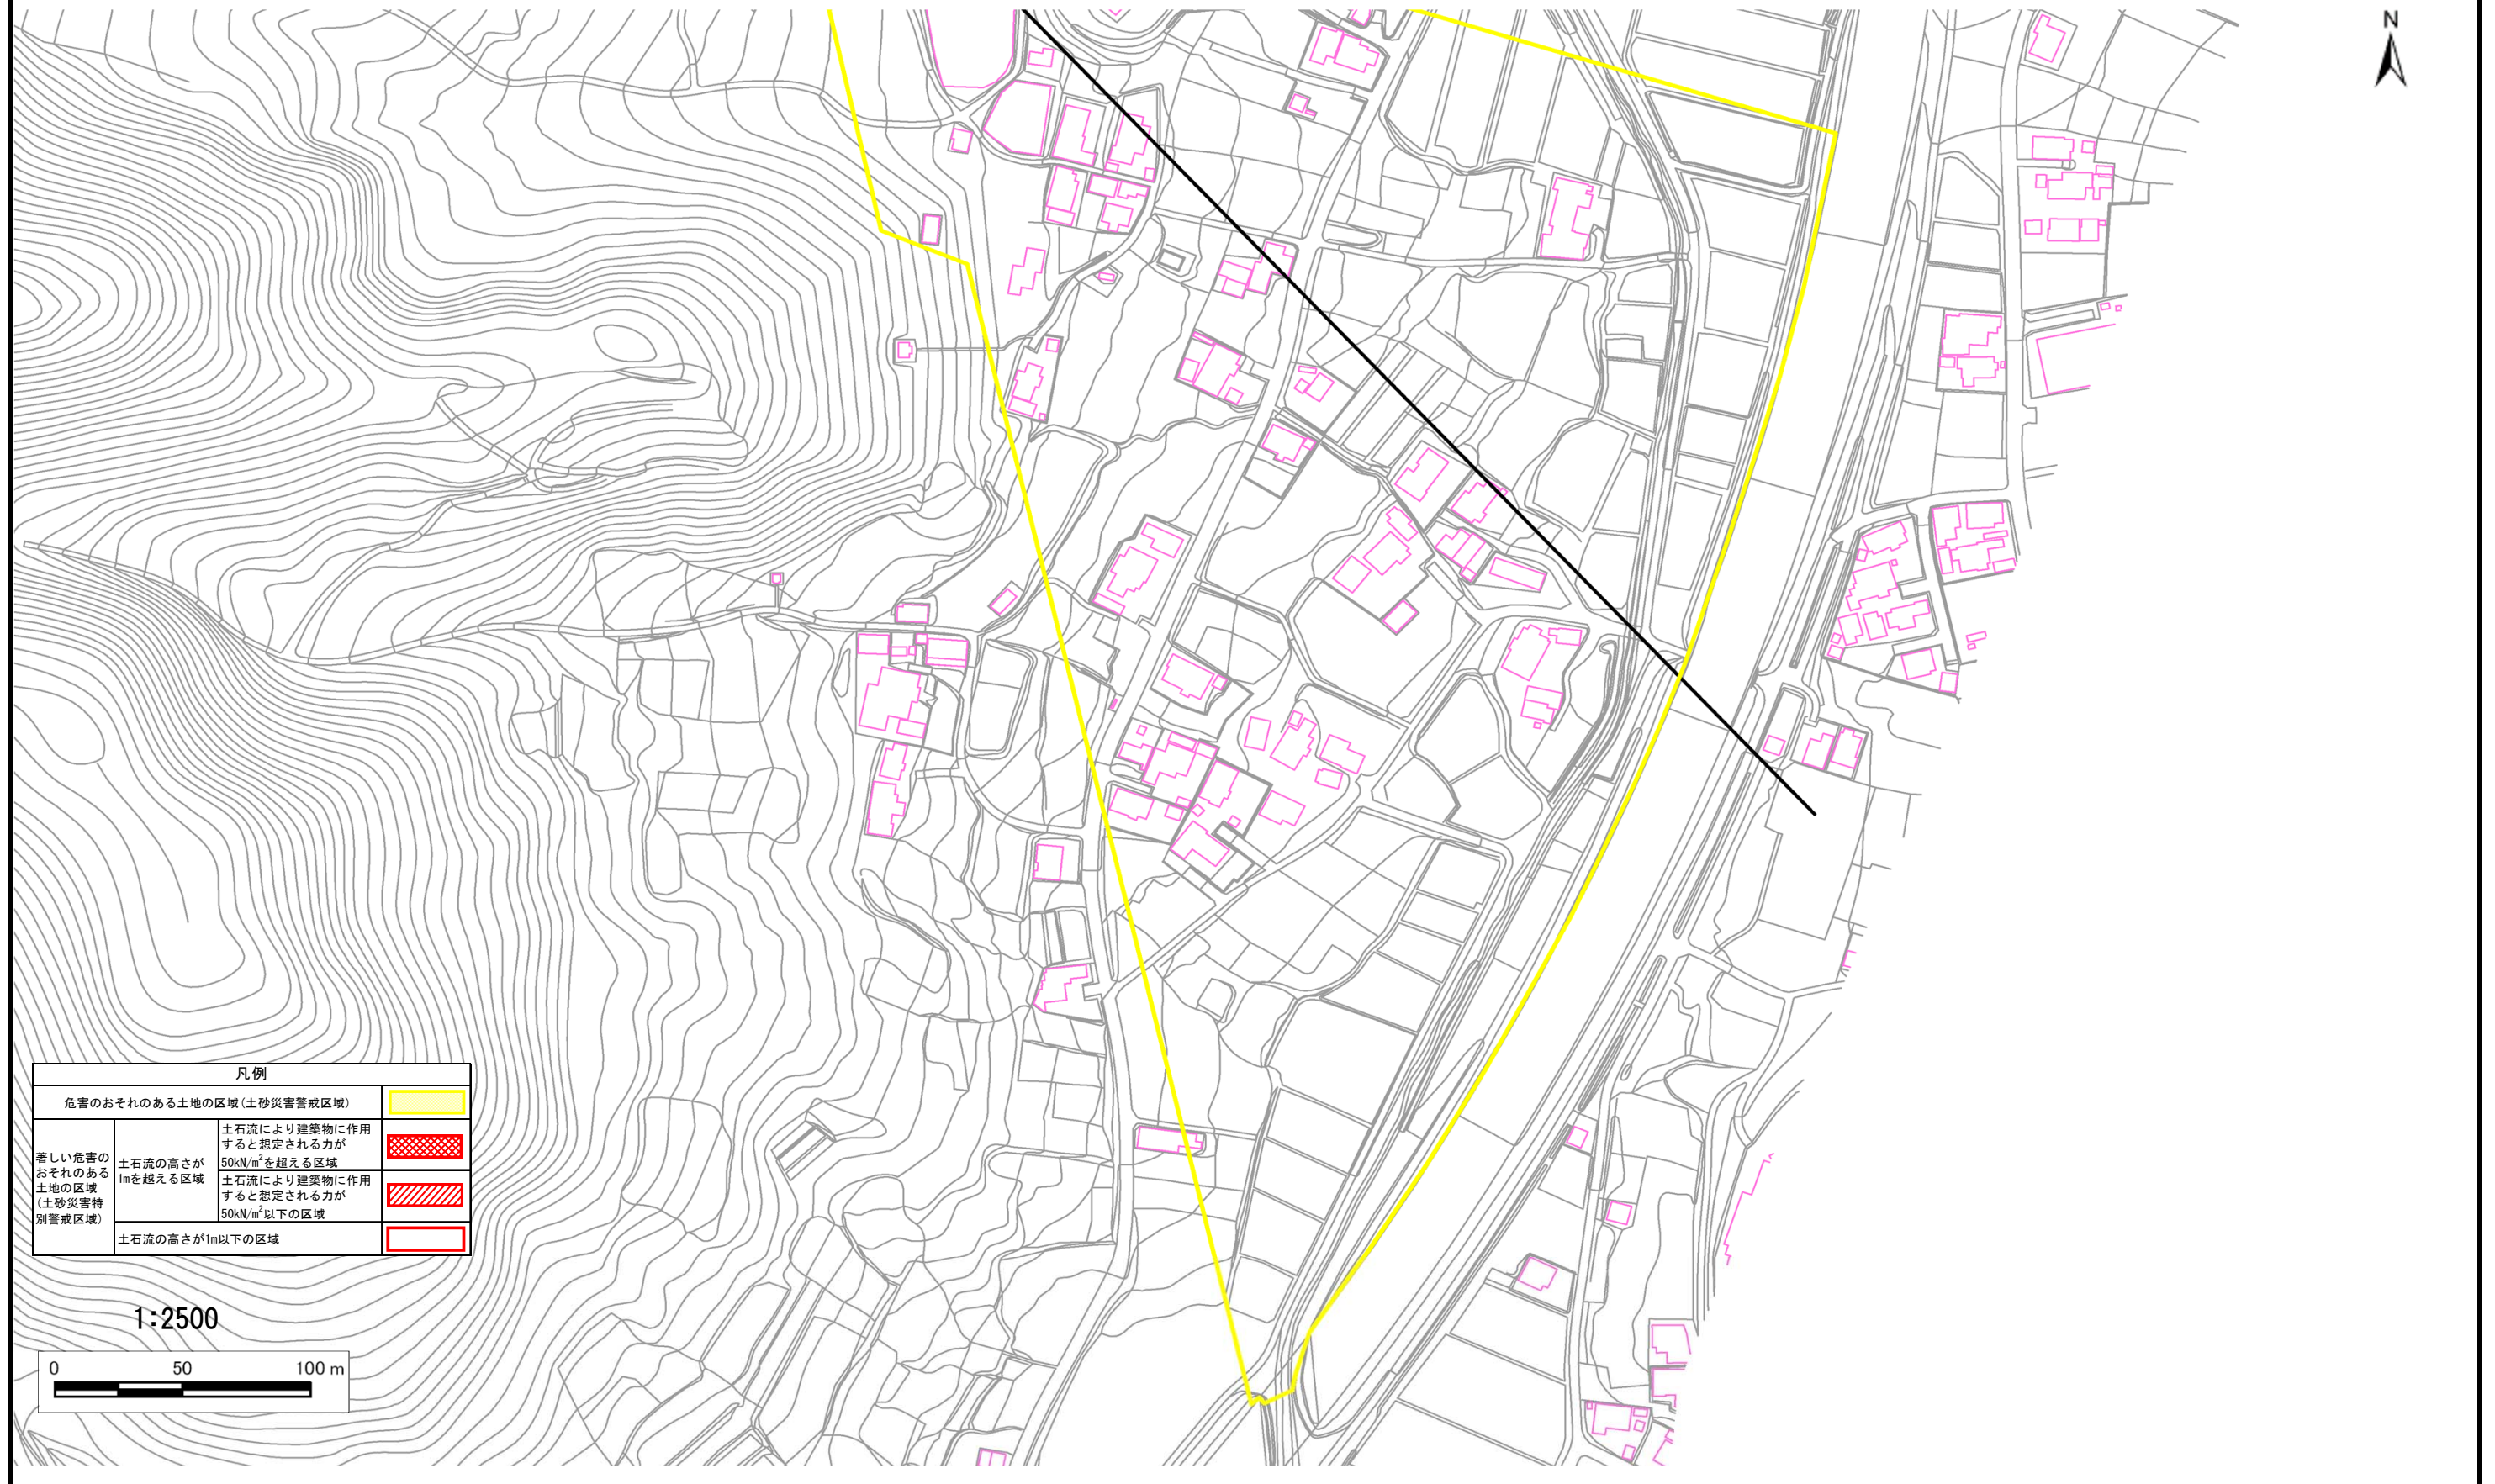 N
凡例
危害のおそれのある土地の区域(土砂災害警戒区域)
著しい危害の
おそれのある
土地の区域
(土砂災害特
別警戒区域)
土石流の高さが
1mを越える区域
土石流により建築物に作用
すると想定される力が
50kN/m²を超える区域
土石流により建築物に作用
すると想定される力が
50kN/m²以下の区域
土石流の高さが1m以下の区域
1:2500
0 50 100 m